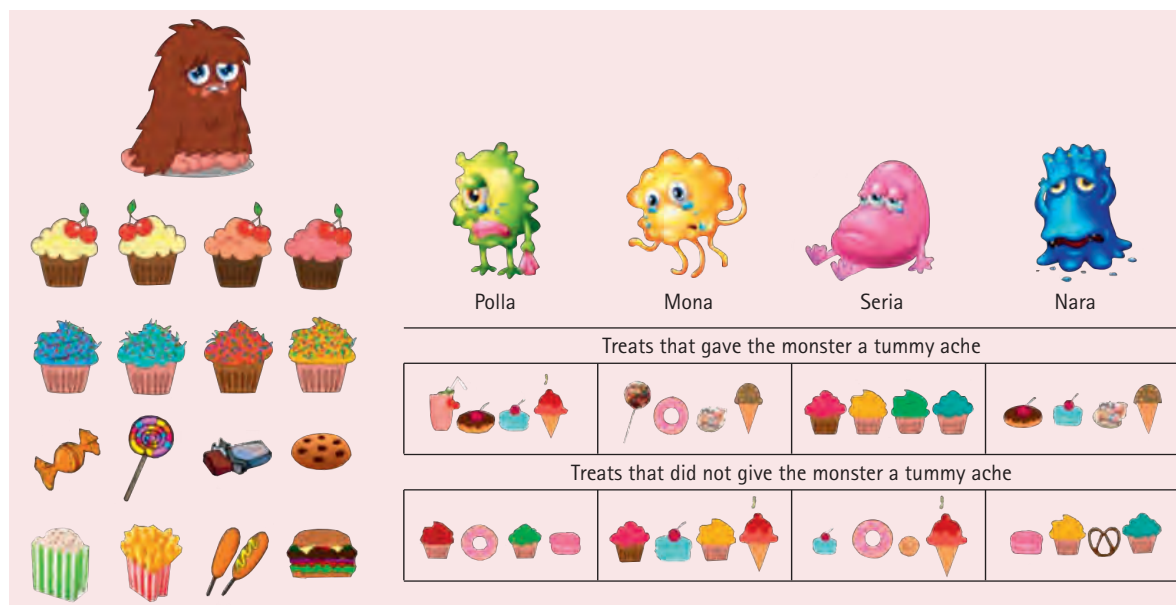 Polla Mona Seria Nara
Treats that gave the monster a tummy ache
Treats that did not give the monster a tummy ache